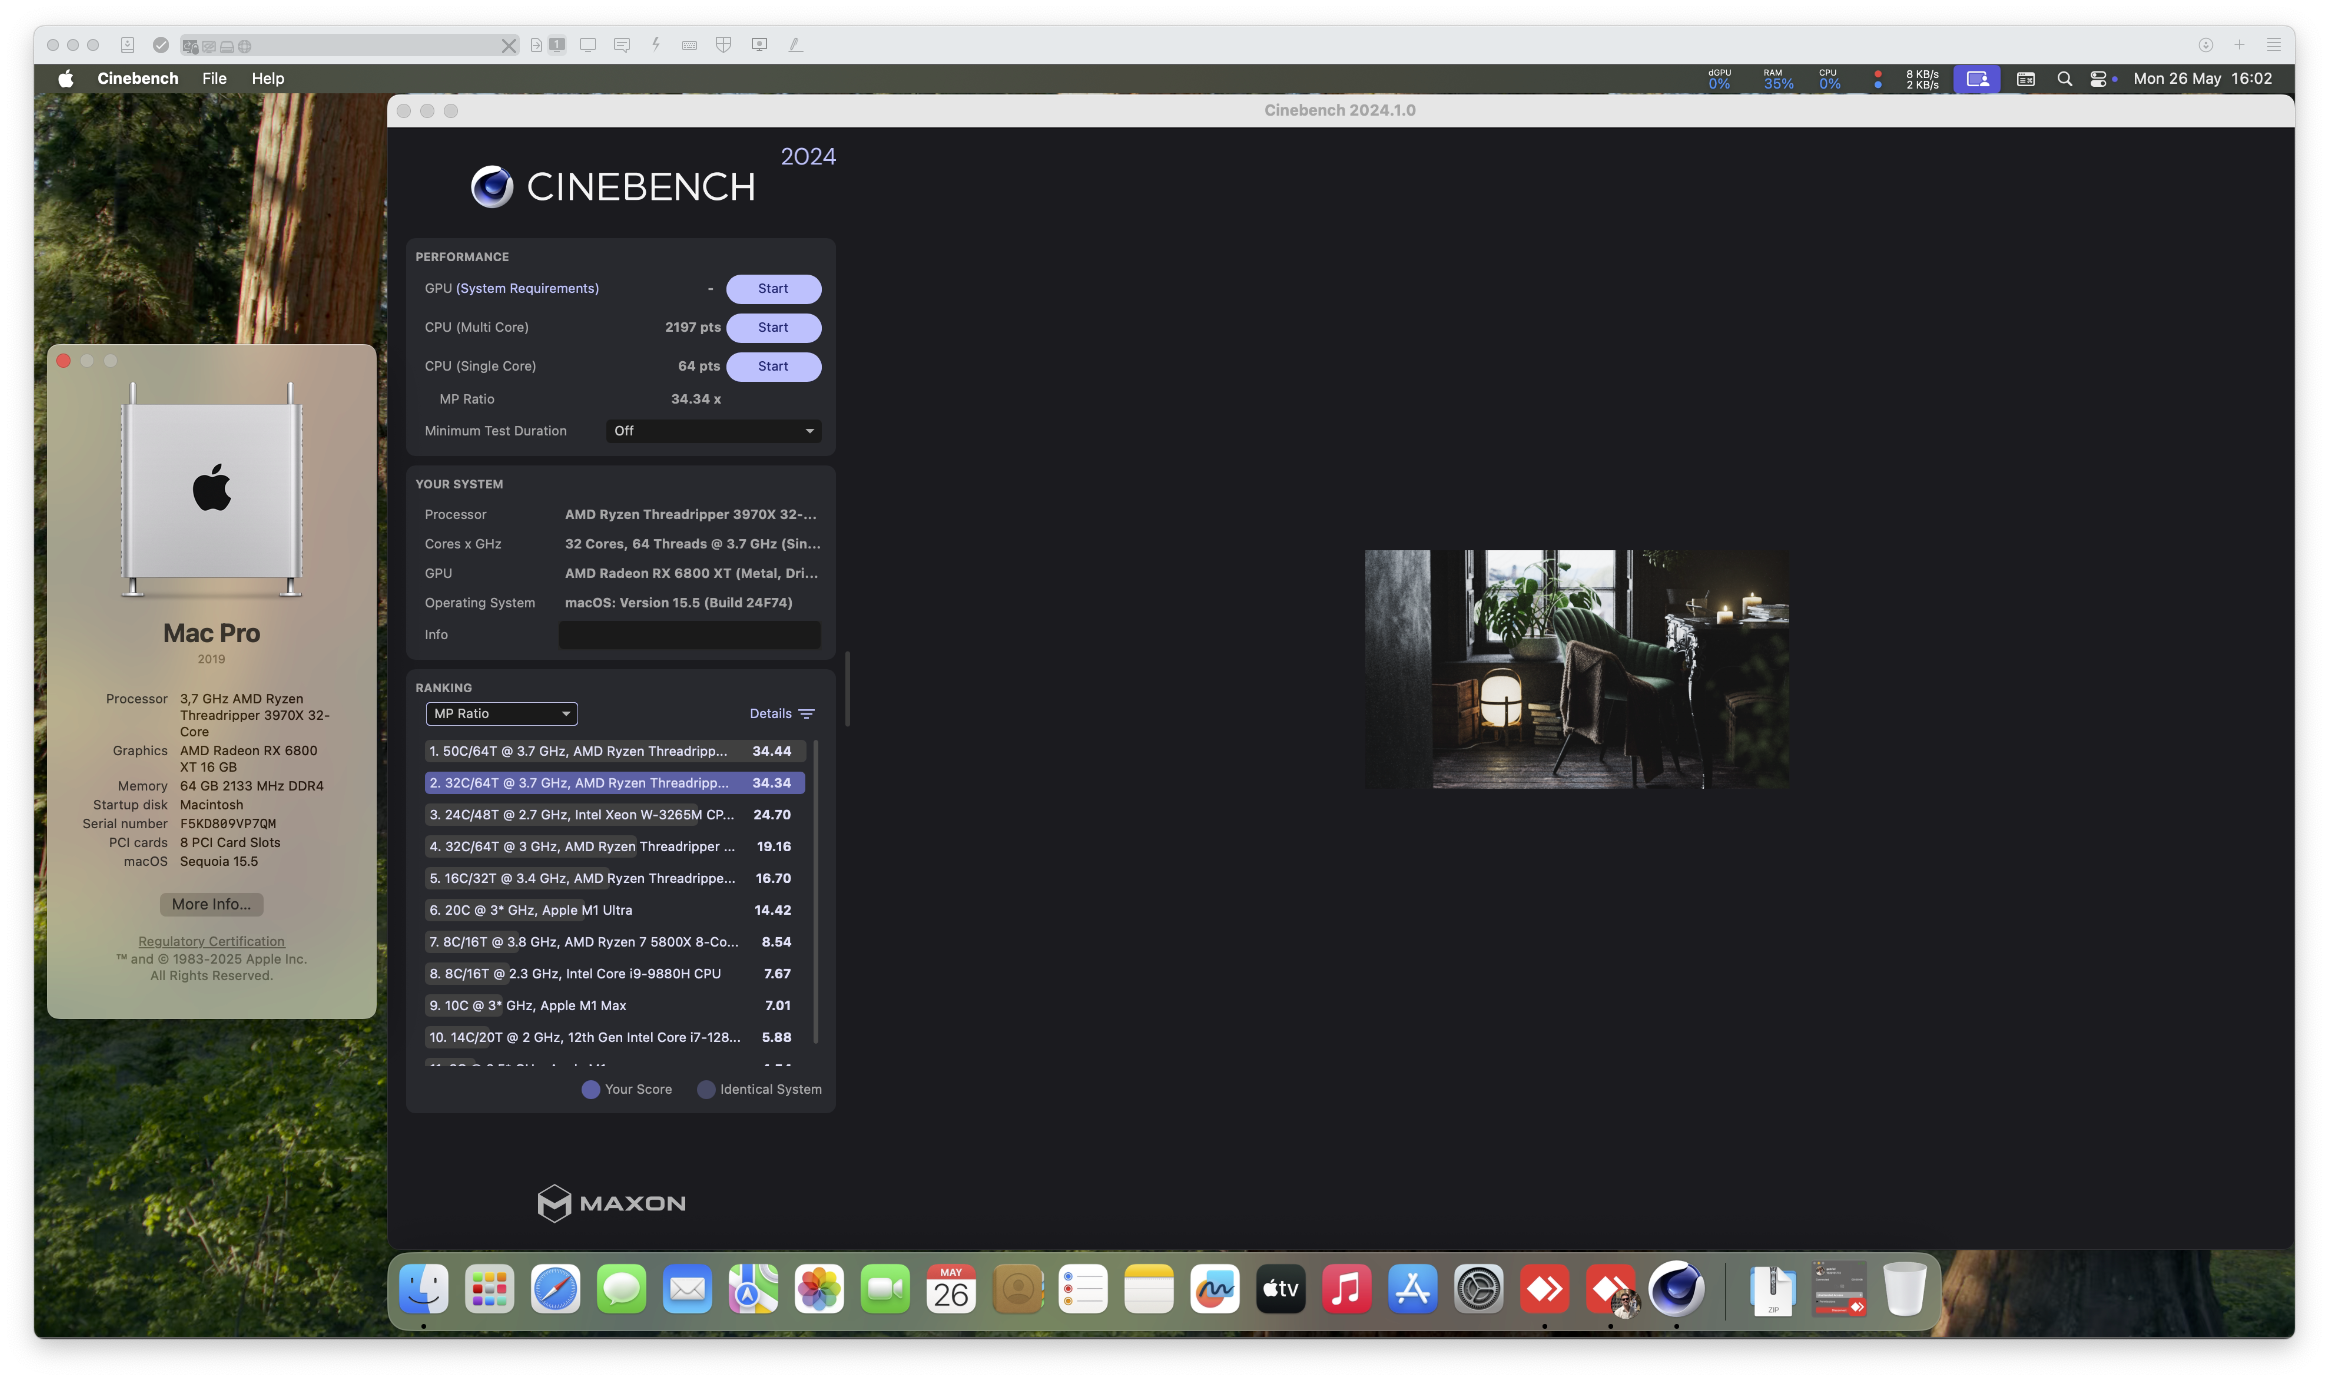 1
Cinebench File Help
dGPU 0% RAM 35% CPU 0% 8 KB/s 2 KB/s Mon 26 May 16:02
Cinebench 2024.1.0
CINEBENCH 2024
PERFORMANCE
GPU (System Requirements) - Start
CPU (Multi Core) 2197 pts Start
CPU (Single Core) 64 pts Start
MP Ratio 34.34 x
Minimum Test Duration Off
YOUR SYSTEM
Processor AMD Ryzen Threadripper 3970X 32-...
Cores x GHz 32 Cores, 64 Threads @ 3.7 GHz (Sin...
GPU AMD Radeon RX 6800 XT (Metal, Dri...
Operating System macOS: Version 15.5 (Build 24F74)
Info
RANKING
MP Ratio Details
1. 50C/64T @ 3.7 GHz, AMD Ryzen Threadripp... 34.44
2. 32C/64T @ 3.7 GHz, AMD Ryzen Threadripp... 34.34
3. 24C/48T @ 2.7 GHz, Intel Xeon W-3265M CP... 24.70
4. 32C/64T @ 3 GHz, AMD Ryzen Threadripper ... 19.16
5. 16C/32T @ 3.4 GHz, AMD Ryzen Threadrippe... 16.70
6. 20C @ 3* GHz, Apple M1 Ultra 14.42
7. 8C/16T @ 3.8 GHz, AMD Ryzen 7 5800X 8-Co... 8.54
8. 8C/16T @ 2.3 GHz, Intel Core i9-9880H CPU 7.67
9. 10C @ 3* GHz, Apple M1 Max 7.01
10. 14C/20T @ 2 GHz, 12th Gen Intel Core i7-128... 5.88
Your Score Identical System
MAXON
Mac Pro
2019
Processor 3,7 GHz AMD Ryzen
Threadripper 3970X 32-
Core
Graphics AMD Radeon RX 6800
XT 16 GB
Memory 64 GB 2133 MHz DDR4
Startup disk Macintosh
Serial number F5KD809VP7QM
PCI cards 8 PCI Card Slots
macOS Sequoia 15.5
More Info...
Regulatory Certification
™ and © 1983-2025 Apple Inc.
All Rights Reserved.
MAY
26
tv
ZIP